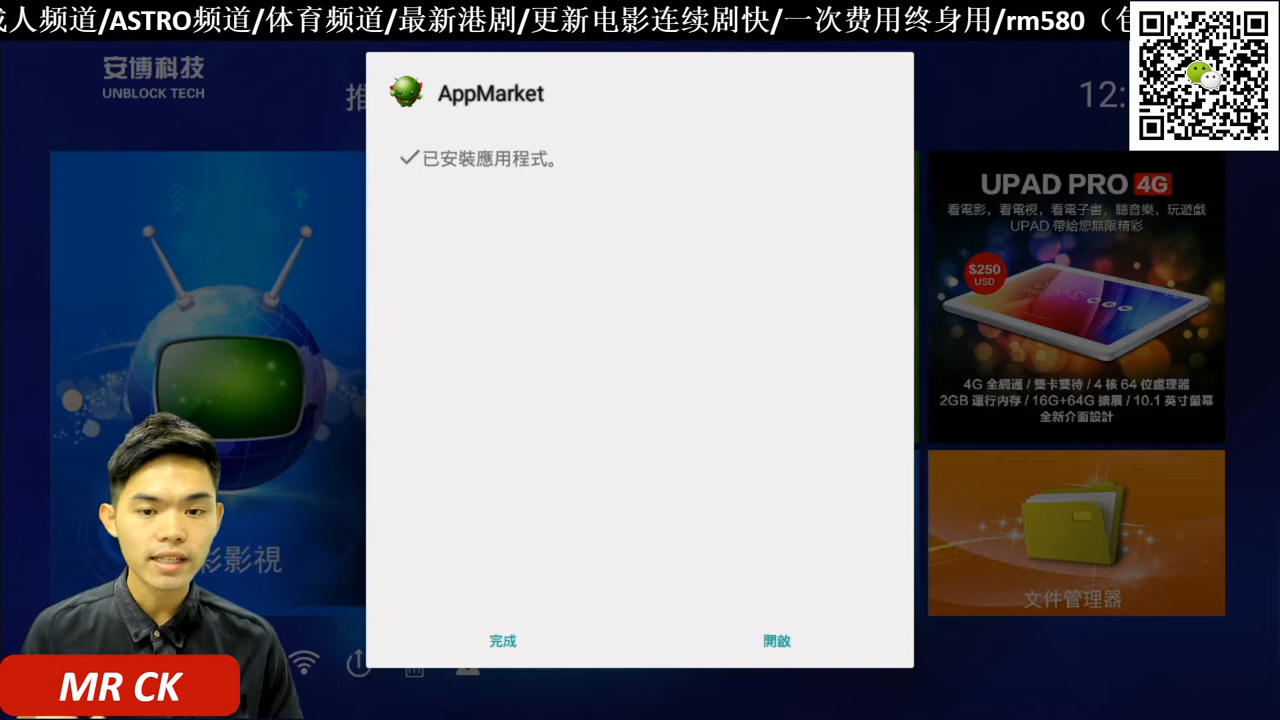 人频道/ASTRO频道/体育频道/最新港剧/更新电影连续剧快/一次费用终身用/rm580（包
安博科技
UNBLOCK TECH
推
12:
AppMarket
已安裝應用程式。
UPAD PRO 4G
看電影，看電視，看電子書，聽音樂，玩遊戲
UPAD 帶給您無限精彩
$250
USD
4G 全網通 / 雙卡雙待 / 4 核 64 位處理器
2GB 運行內存 / 16G+64G 擴展 / 10.1 英寸螢幕
全新介面設計
彩影視
文件管理器
完成
開啟
MR CK